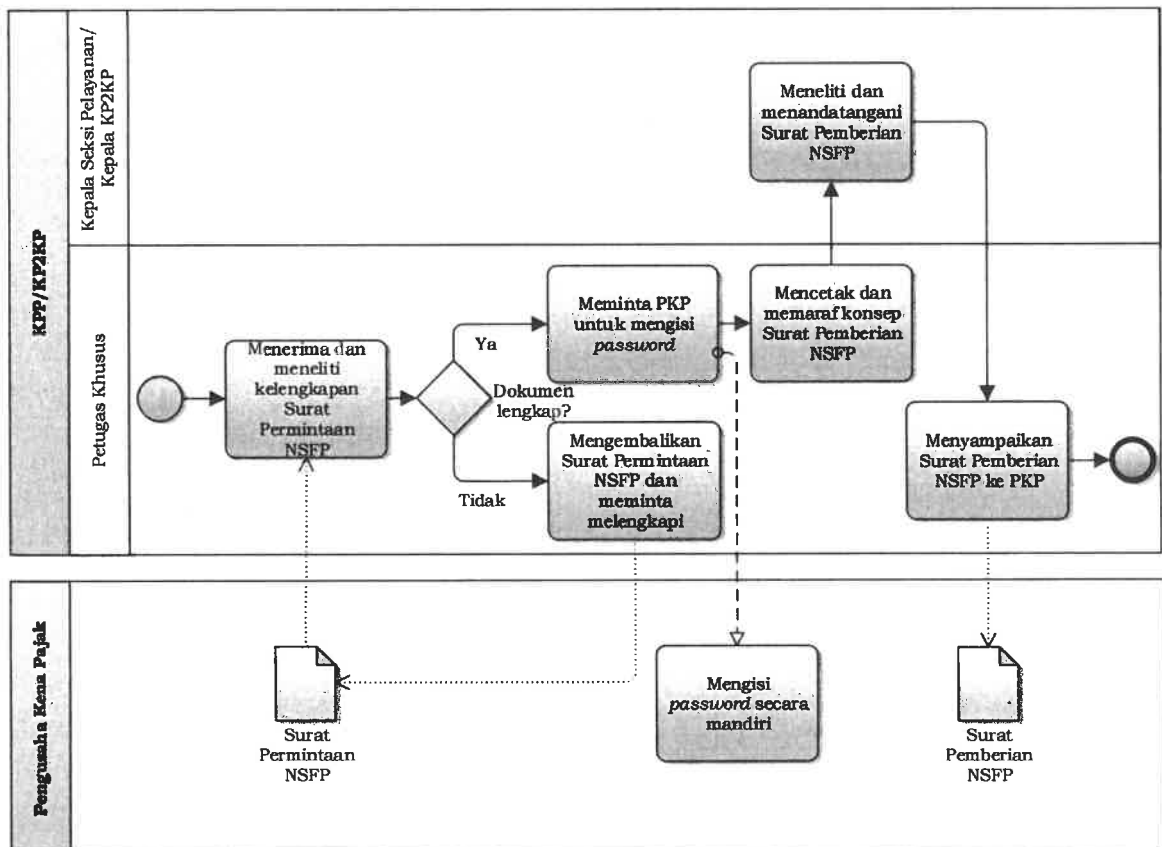 KPP/KP2KP
Kepala Seksi Pelayanan/
Kepala KP2KP
Meneliti dan
menandatangani
Surat Pemberian
NSFP
Petugas Khusus
Menerima dan
meneliti
kelengkapan
Surat
Permintaan
NSFP
Ya
Dokumen
lengkap?
Tidak
Meminta PKP
untuk mengisi
password
Mencetak dan
memaraf konsep
Surat Pemberian
NSFP
Mengembalikan
Surat Permintaan
NSFP dan
meminta
melengkapi
Menyampaikan
Surat Pemberian
NSFP ke PKP
Pengusaha Kena Pajak
Surat
Permintaan
NSFP
Mengisi
password secara
mandiri
Surat
Pemberian
NSFP